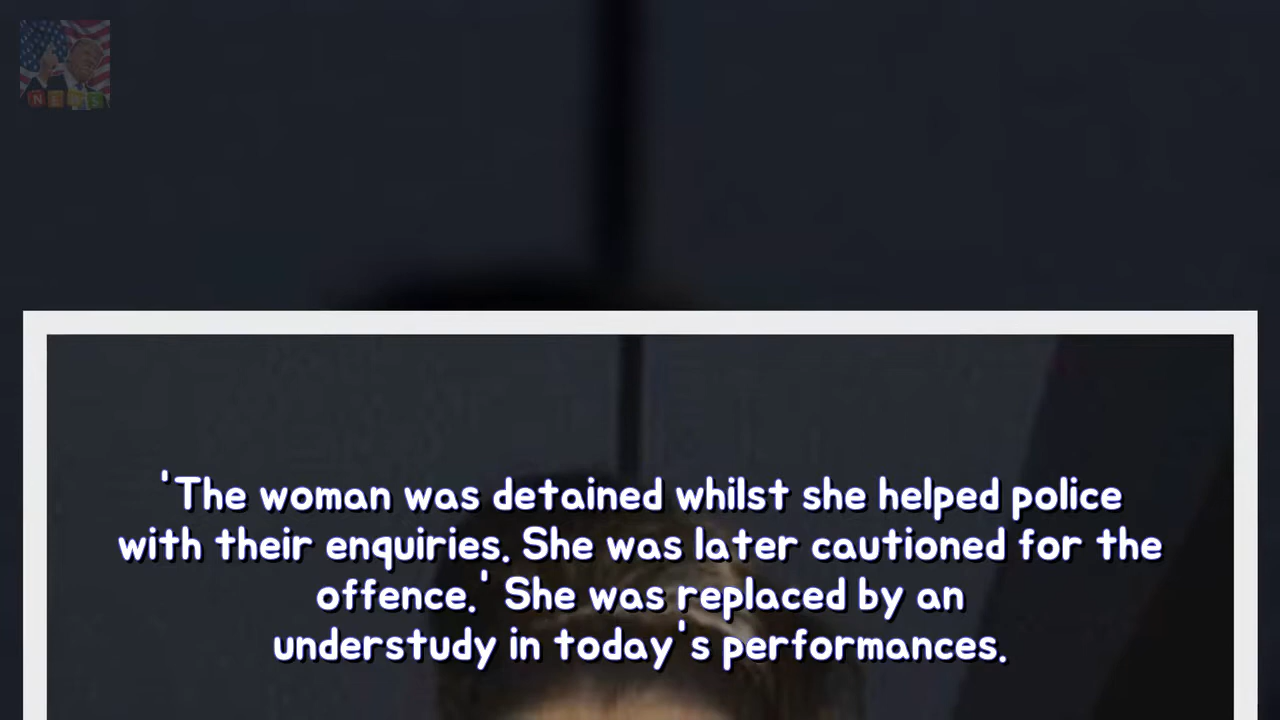 NEWS
'The woman was detained whilst she helped police
with their enquiries. She was later cautioned for the
offence.' She was replaced by an
understudy in today's performances.